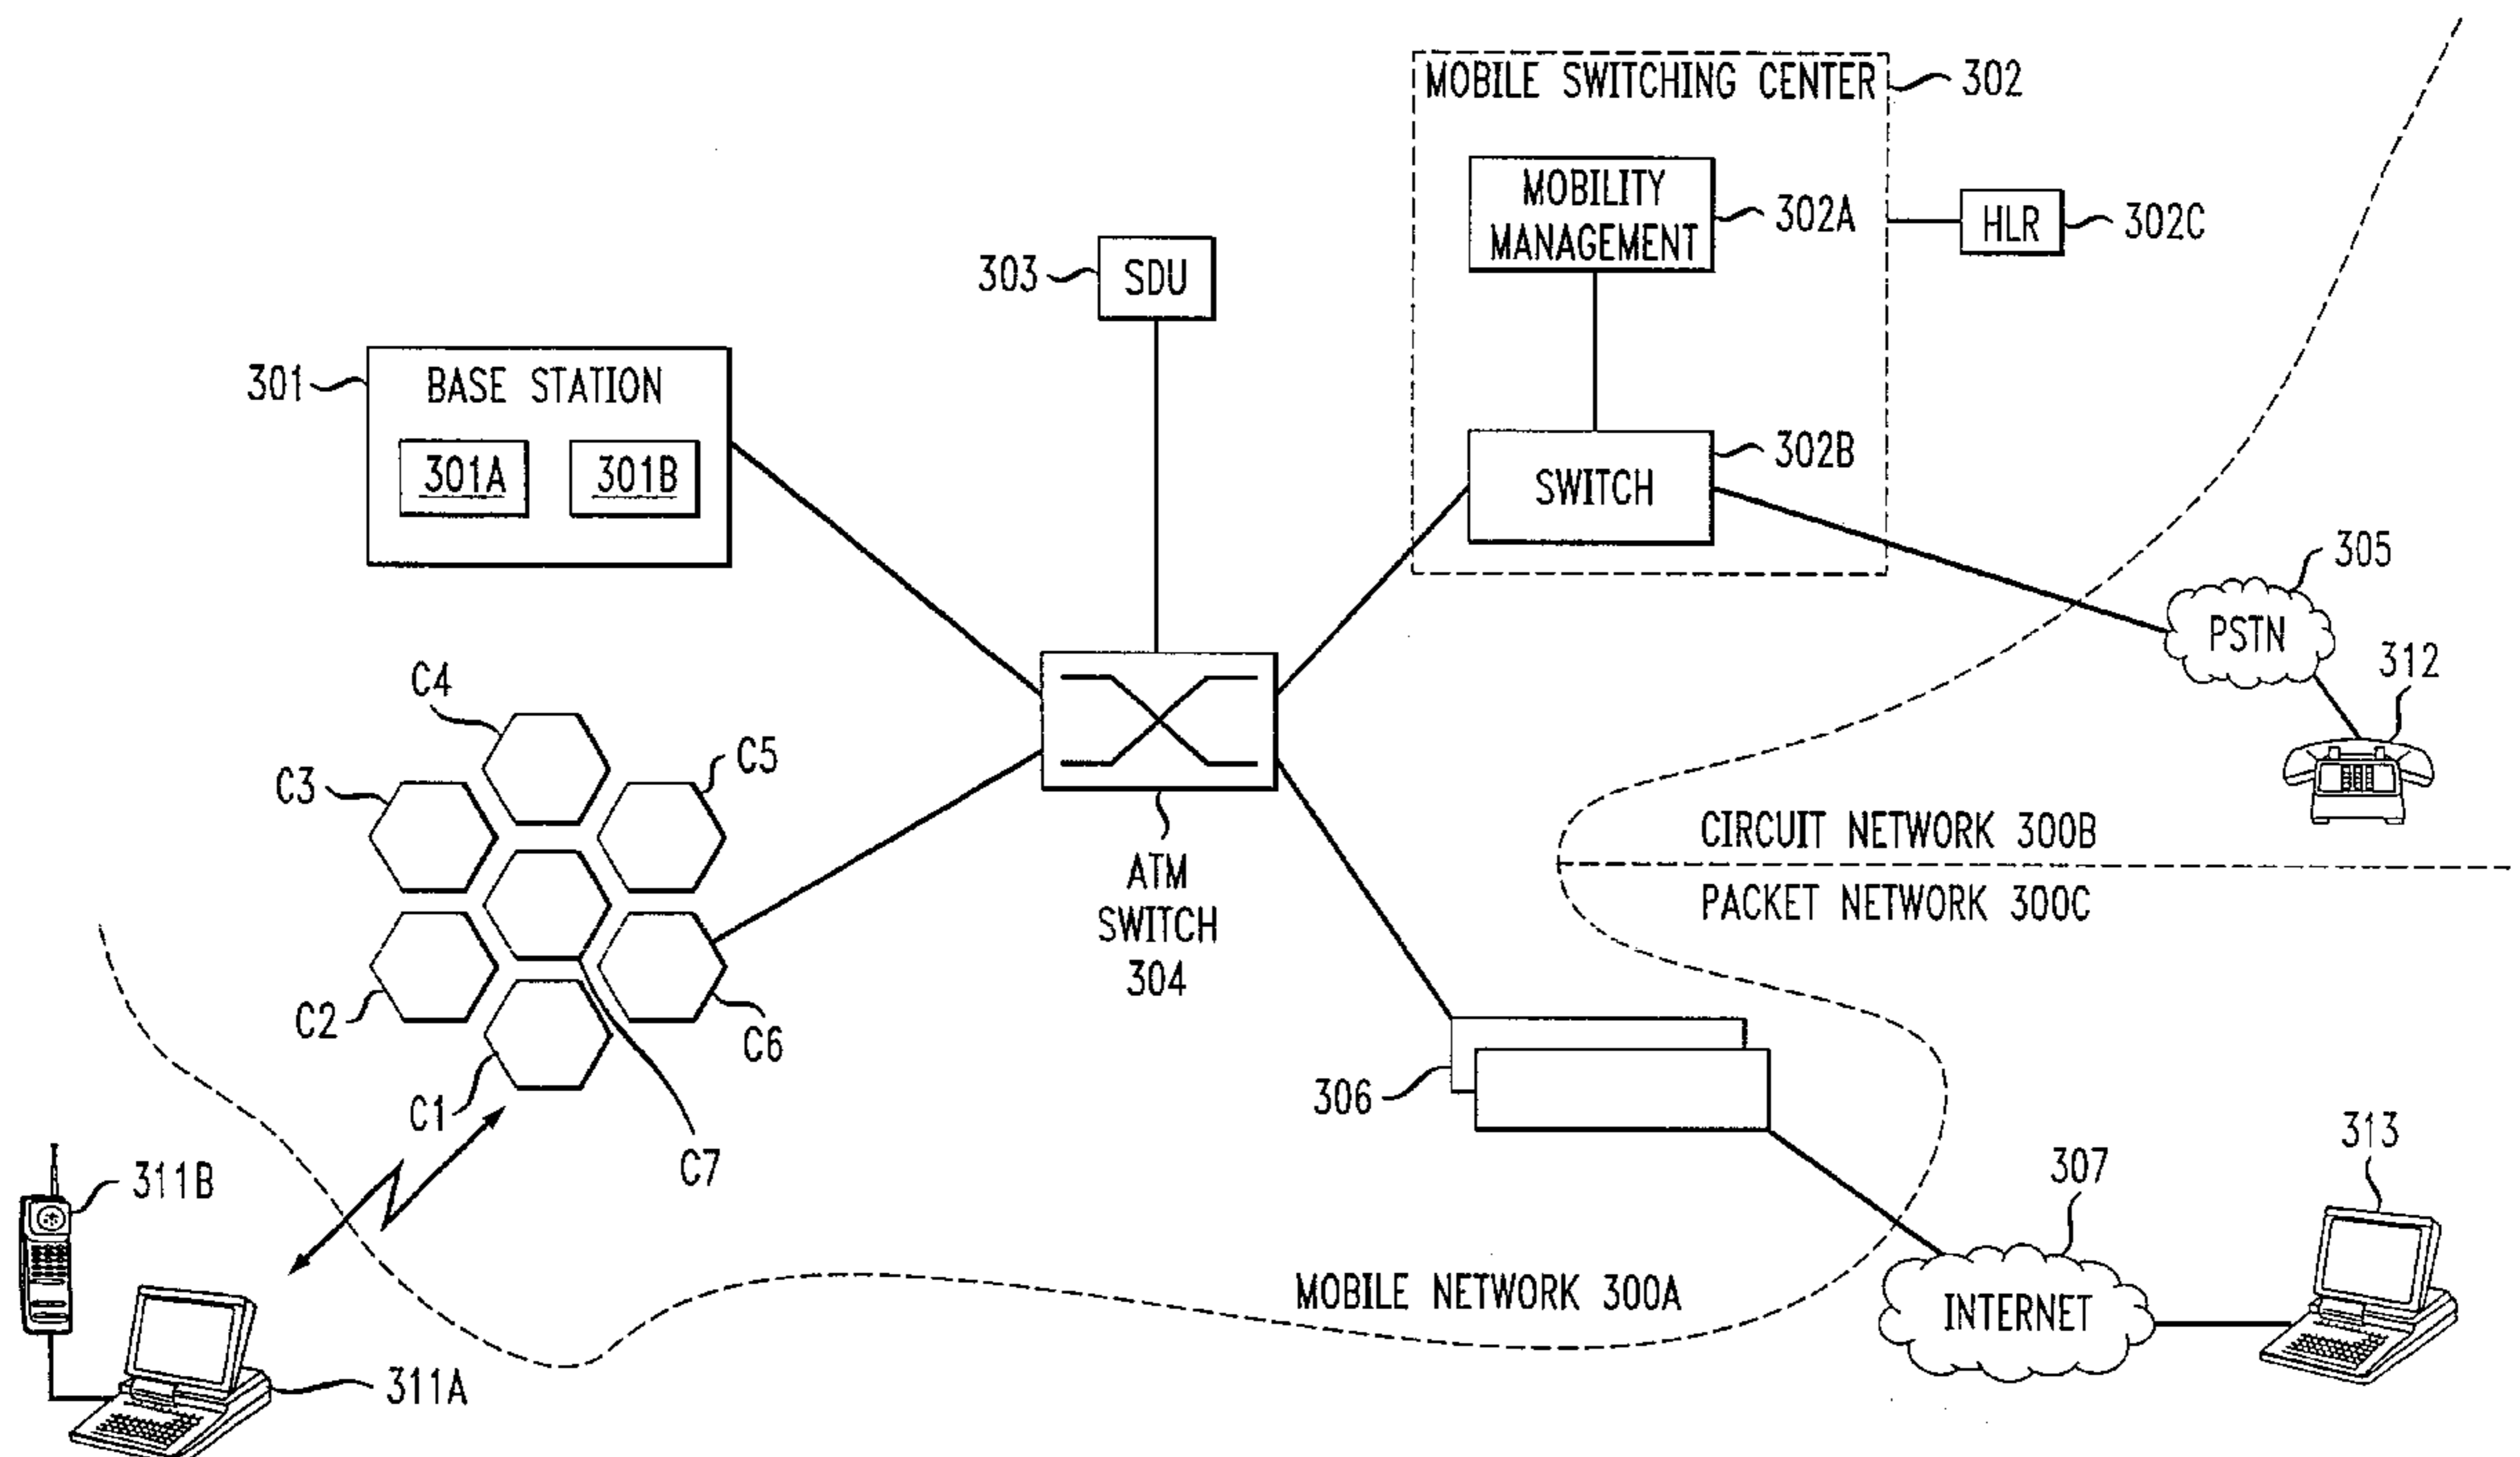 MOBILE SWITCHING CENTER
302
MOBILITY
MANAGEMENT
302A
HLR
302C
303
SDU
301
BASE STATION
301A
301B
302B
SWITCH
305
PSTN
312
C4
C5
C3
CIRCUIT NETWORK 300B
ATM
SWITCH
304
PACKET NETWORK 300C
C2
C6
C1
306
C7
313
307
311B
MOBILE NETWORK 300A
INTERNET
311A